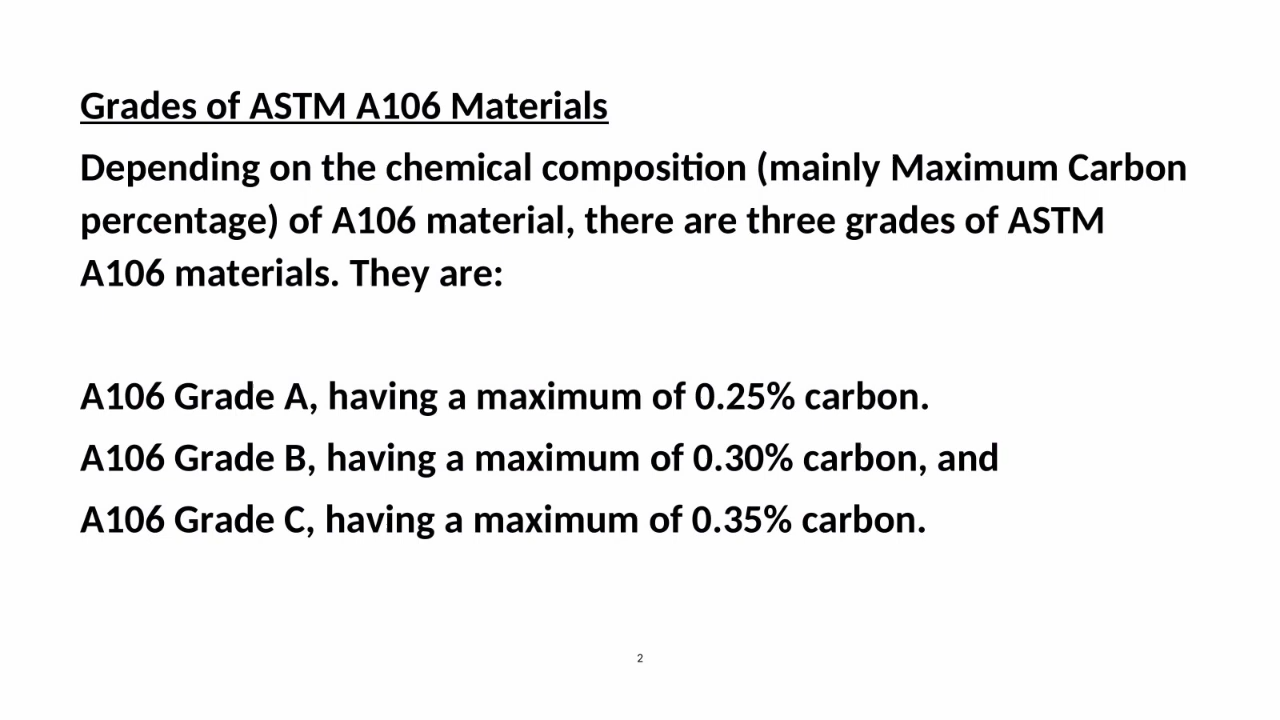 Grades of ASTM A106 Materials
Depending on the chemical composition (mainly Maximum Carbon
percentage) of A106 material, there are three grades of ASTM
A106 materials. They are:
A106 Grade A, having a maximum of 0.25% carbon.
A106 Grade B, having a maximum of 0.30% carbon, and
A106 Grade C, having a maximum of 0.35% carbon.
2